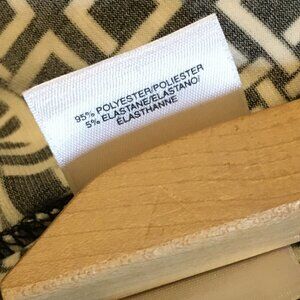 95% POLYESTER/POLIESTER
5% ELASTANE/ELASTANO/
ÉLASTHANNE